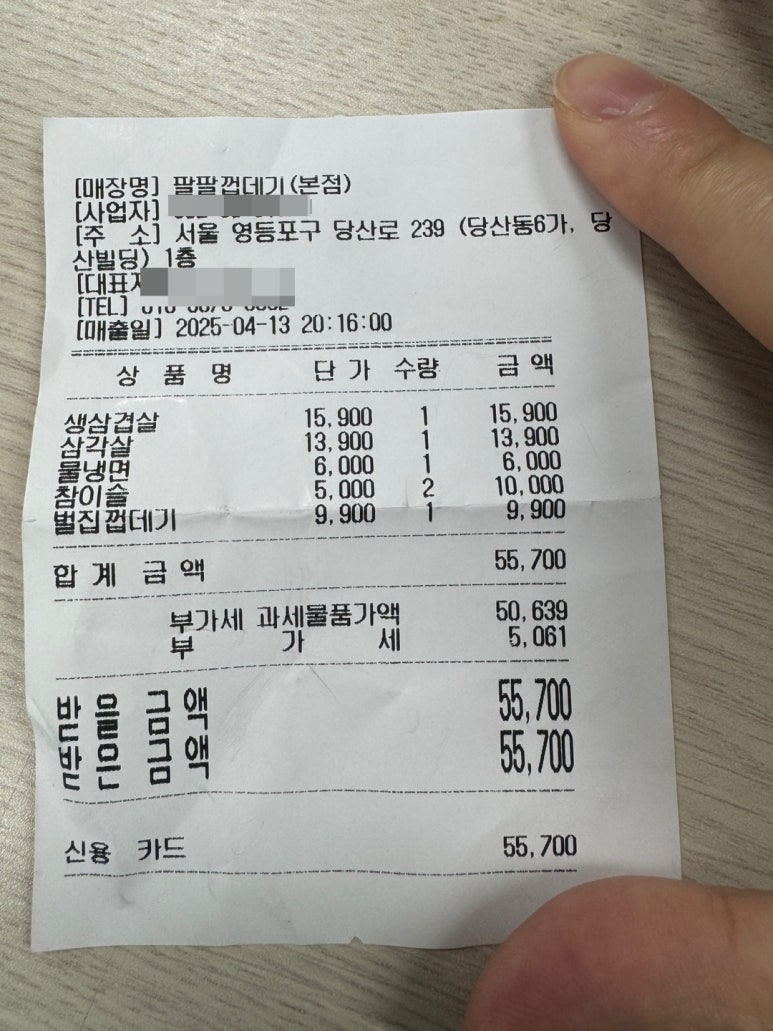 [매장명] 팔팔껍데기(본점)
[사업자]
[주 소] 서울 영등포구 당산로 239 (당산동6가, 당
산빌딩) 1층
[대표자
[TEL]
[매출일] 2025-04-13 20:16:00
상 품 명 단 가 수량 금 액
생삼겹살 15,900 1 15,900
삼각살 13,900 1 13,900
물냉면 6,000 1 6,000
참이슬 5,000 2 10,000
벌집껍데기 9,900 1 9,900
합 계 금 액 55,700
부가세 과세물품가액 50,639
부 가 세 5,061
받 을 금 액 55,700
받 은 금 액 55,700
신용 카드 55,700